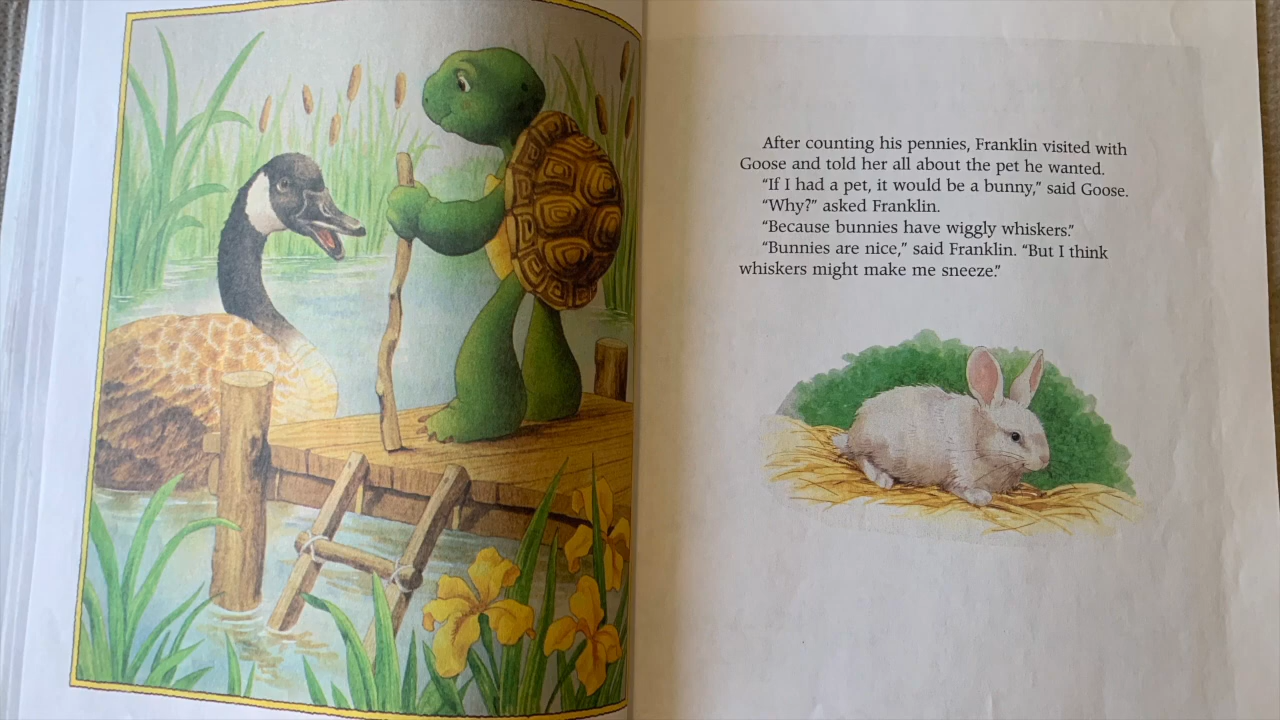 After counting his pennies, Franklin visited with
Goose and told her all about the pet he wanted.
“If I had a pet, it would be a bunny,” said Goose.
“Why?” asked Franklin.
“Because bunnies have wiggly whiskers.”
“Bunnies are nice,” said Franklin. “But I think
whiskers might make me sneeze.”